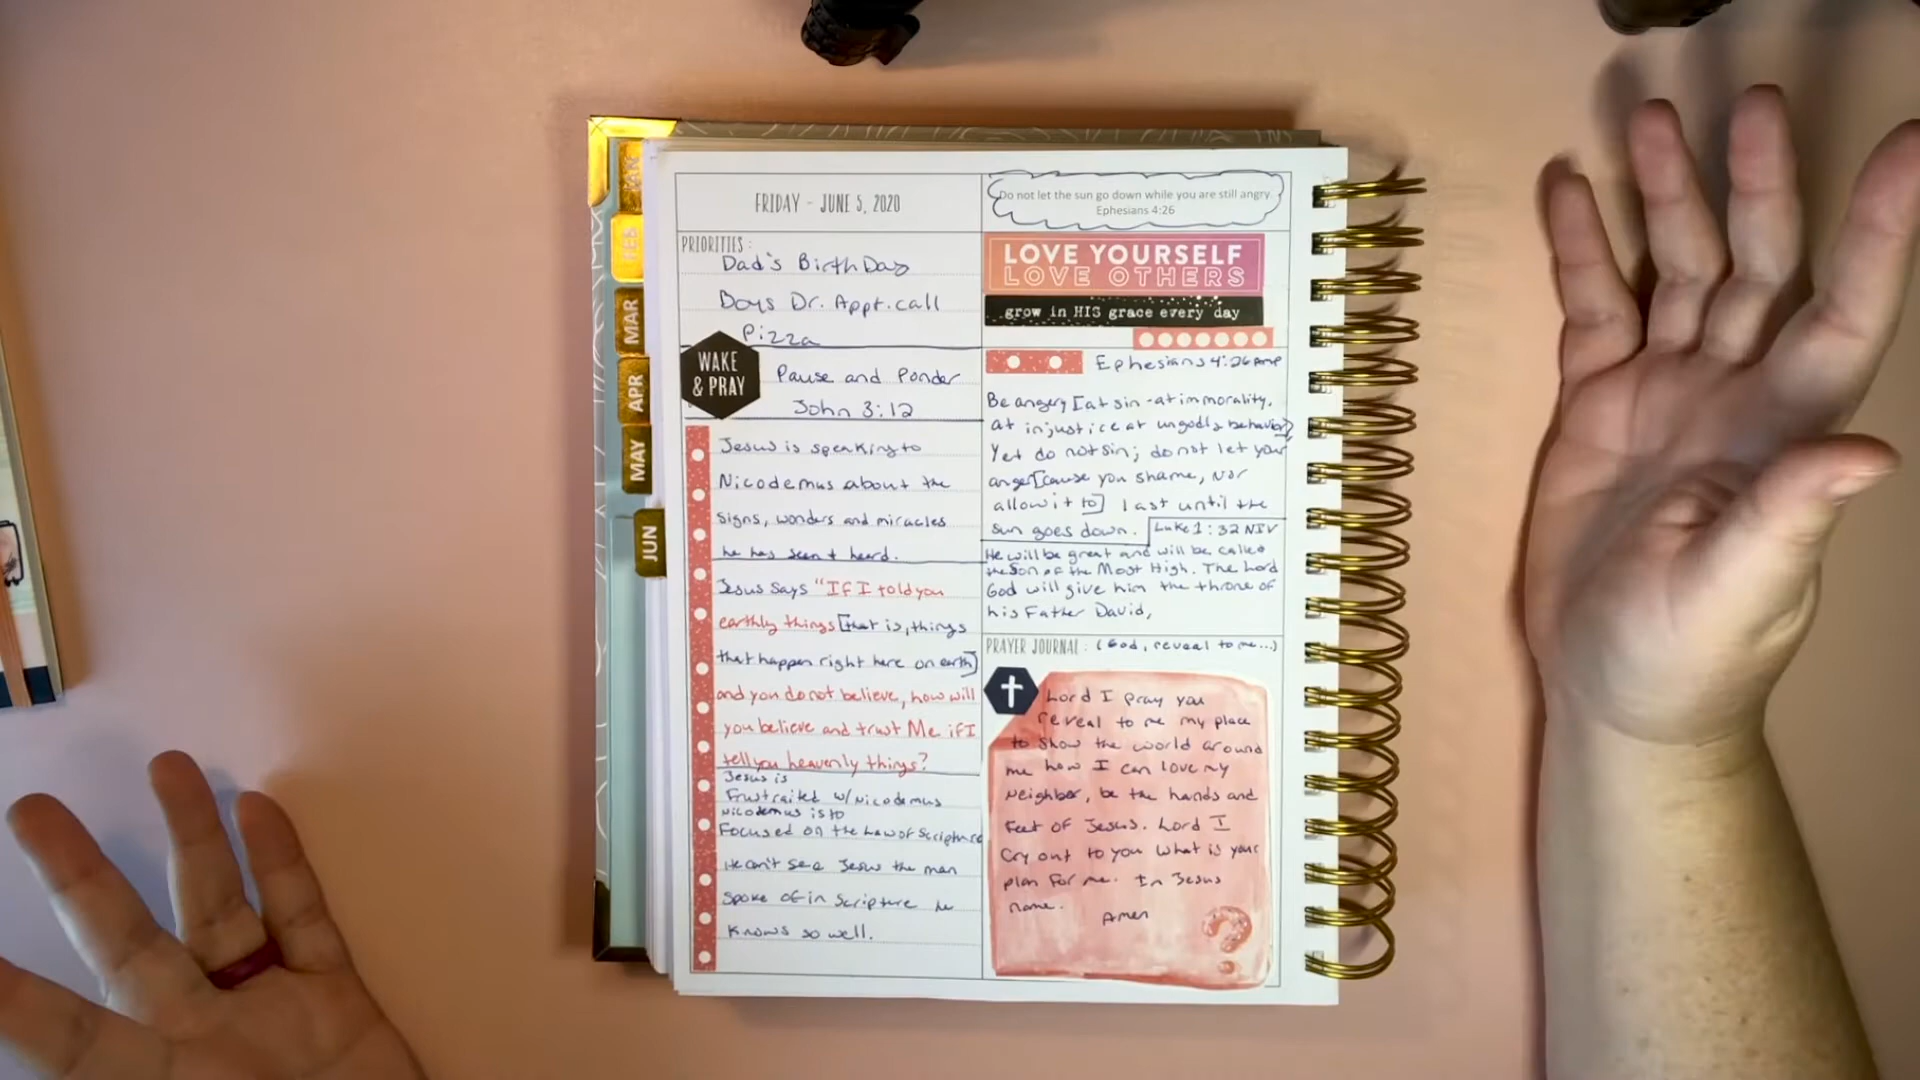 JAN
FEB
MAR
APR
MAY
JUN
FRIDAY - JUNE 5, 2020
PRIORITIES:
Dad's BirthDay
Boys Dr. Appt. call
Pizza
WAKE
& PRAY
Pause and Ponder
John 3:12
Jesus is speaking to
Nicodemus about the
signs, wonders and miracles
he has seen + heard.
Jesus says "IF I told you
earthly things [that is, things
that happen right here on earth]
and you do not believe, how will
you believe and trust Me if I
tell you heavenly things?
Jesus is
Frustraited w/Nicodemus
Nicodemus is to
Focused on the Law of Scripture
He can't see Jesus the man
spoke of in Scripture he
knows so well.
Do not let the sun go down while you are still angry.
Ephesians 4:26
LOVE YOURSELF
LOVE OTHERS
grow in HIS grace every day
Ephesians 4:26 AMP
Be angery [at sin - at immorality,
at injustice at ungodly behavior]
Yet do not sin; do not let your
anger [cause you shame, nor
allow it to] last until the
sun goes down.
Luke 1:32 NIV
He will be great and will be called
the Son of the Most High. The Lord
God will give him the throne of
his Father David,
PRAYER JOURNAL: (God, reveal to me...)
Lord I pray you
reveal to me my place
to show the world around
me how I can love my
Neighbor, be the hands and
Feet of Jesus. Lord I
Cry out to you what is your
plan for me. In Jesus
name.
Amen
?